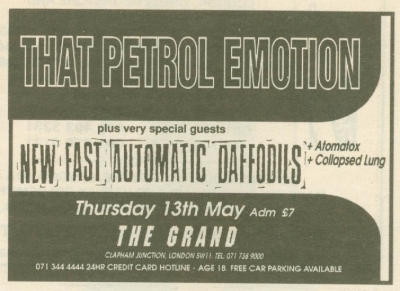 THAT PETROL EMOTION
plus very special guests
NEW FAST AUTOMATIC DAFFODILS
+ Atomatox
+ Collapsed Lung
Thursday 13th May Adm £7
THE GRAND
CLAPHAM JUNCTION, LONDON SW11. TEL. 071 738 9000
071 344 4444 24HR CREDIT CARD HOTLINE - AGE 18. FREE CAR PARKING AVAILABLE